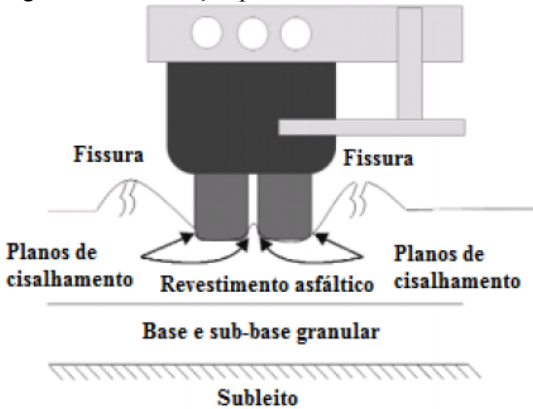 Fissura
Fissura
Planos de
cisalhamento
Revestimento asfáltico
Planos de
cisalhamento
Base e sub-base granular
Subleito